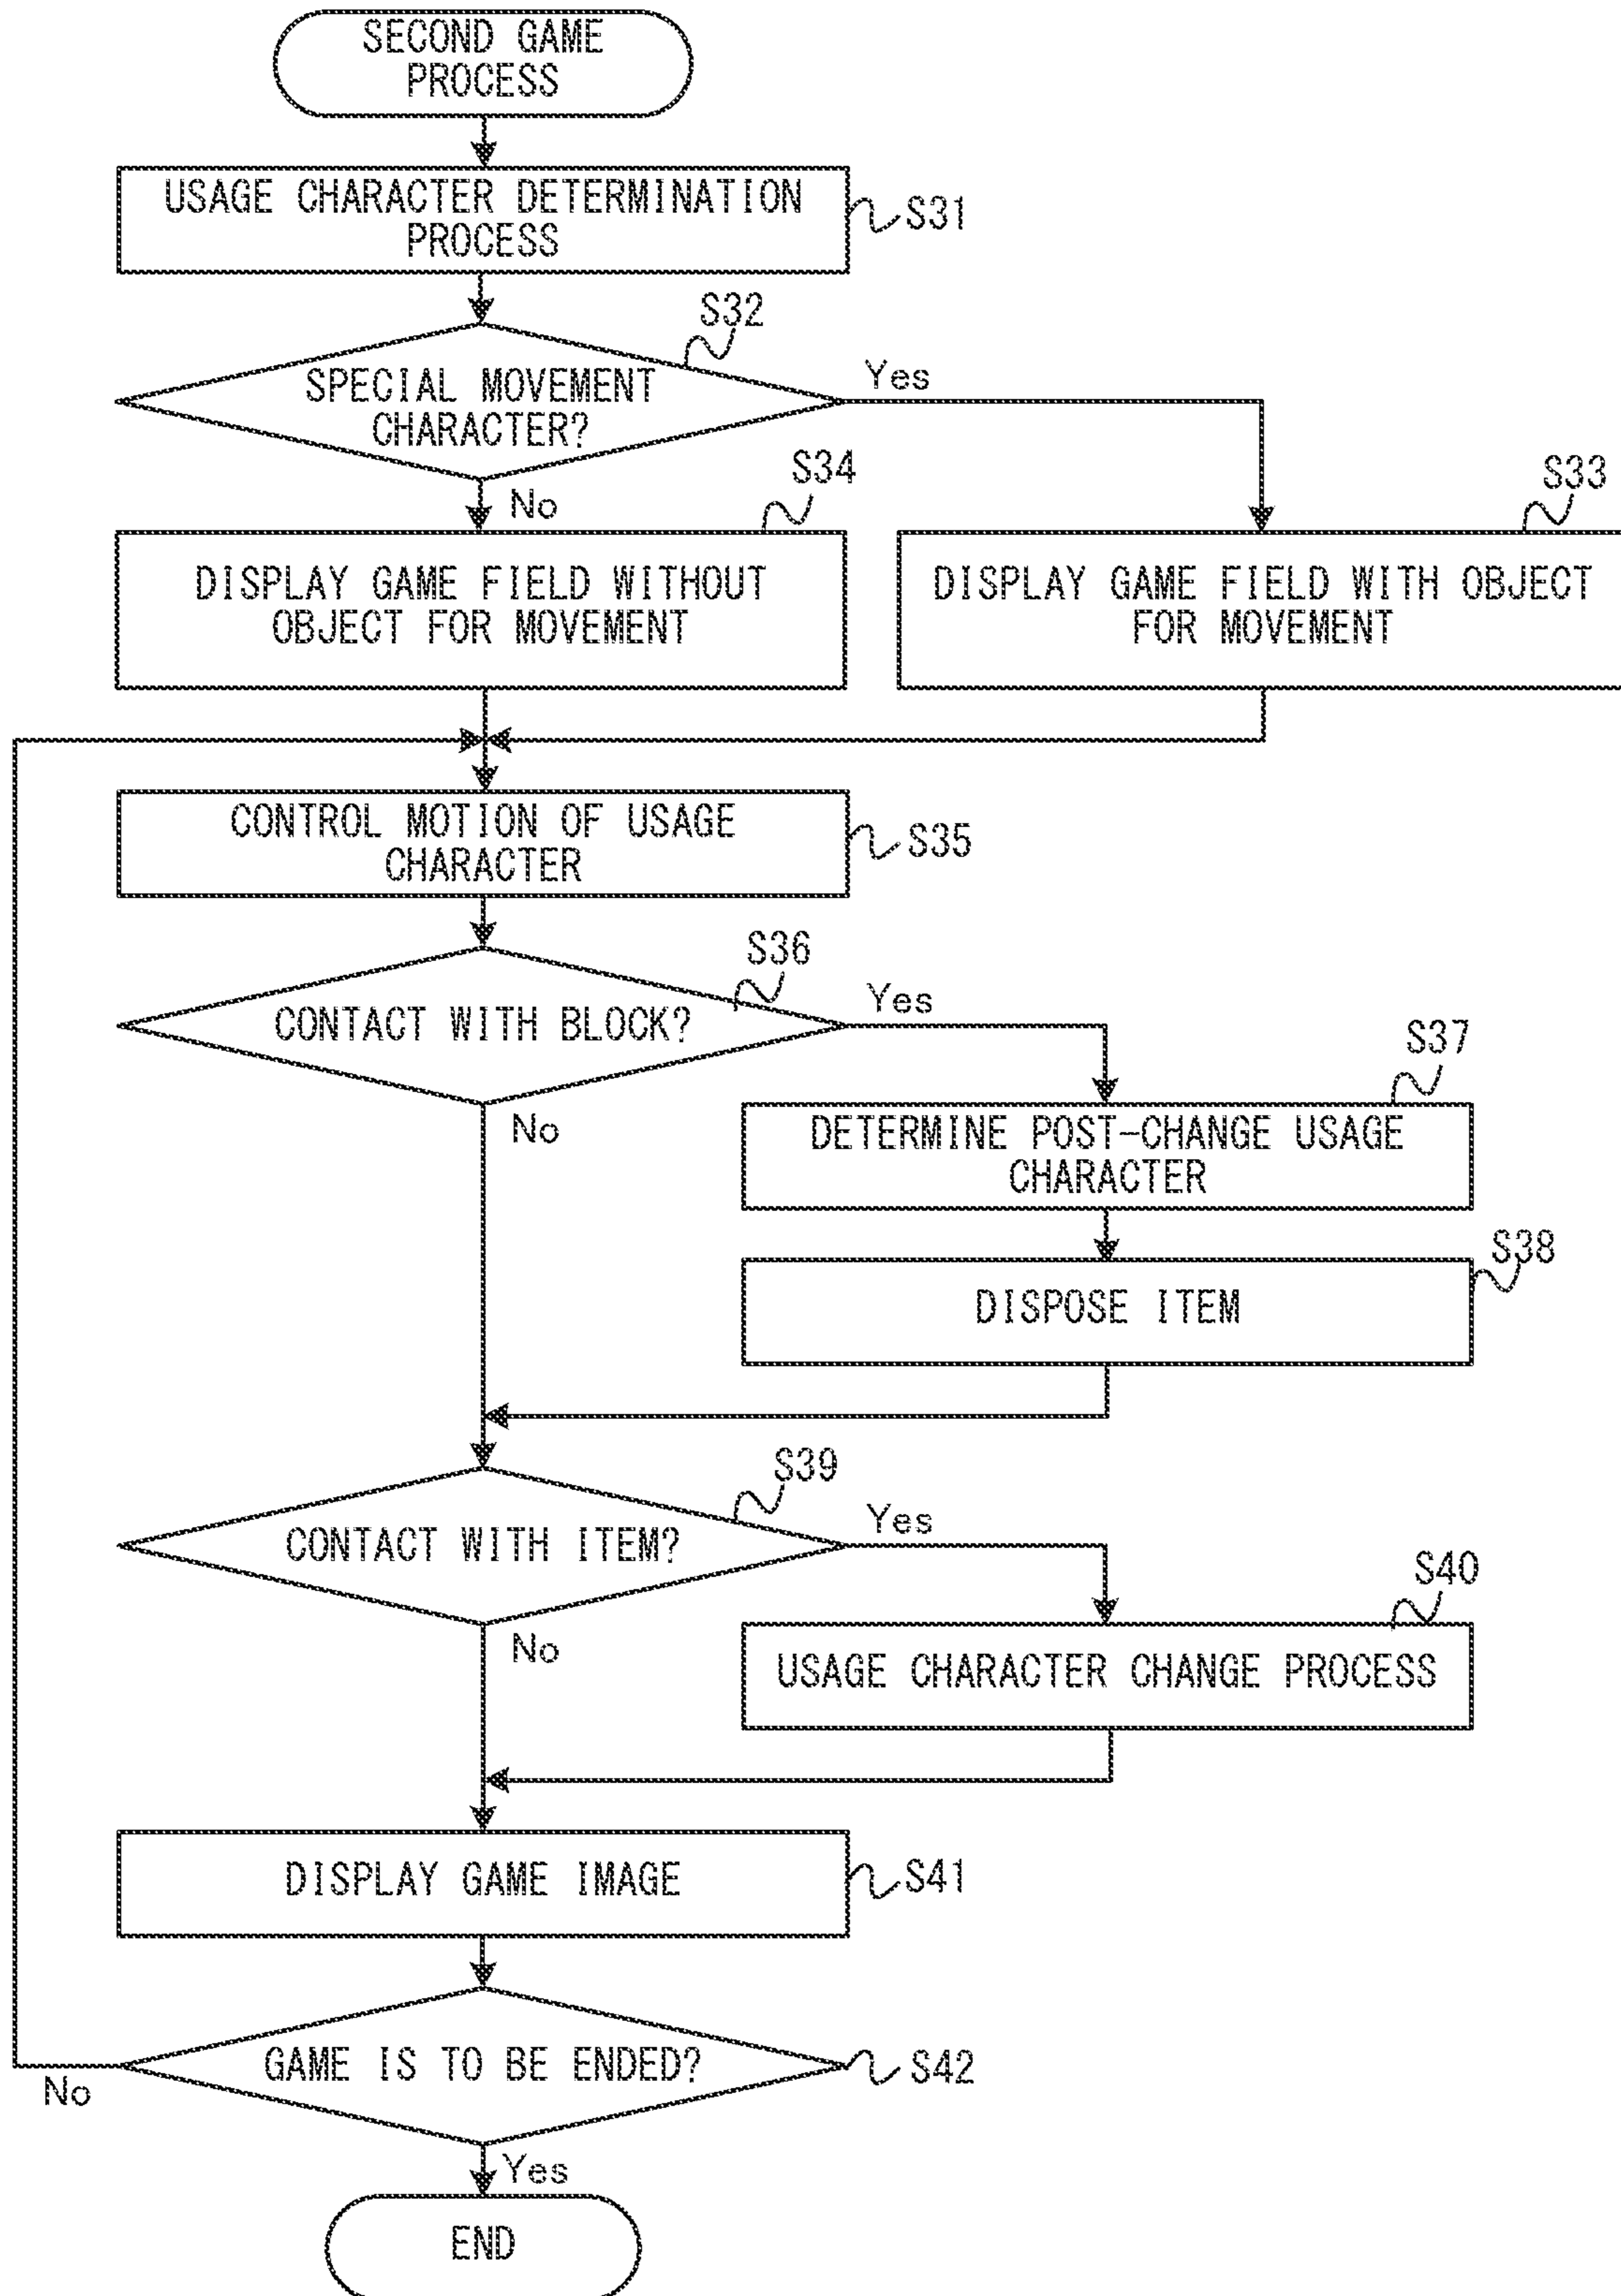 SECOND GAME
PROCESS
USAGE CHARACTER DETERMINATION
PROCESS
S31
S32
SPECIAL MOVEMENT
CHARACTER?
Yes
No
S34
S33
DISPLAY GAME FIELD WITHOUT
OBJECT FOR MOVEMENT
DISPLAY GAME FIELD WITH OBJECT
FOR MOVEMENT
CONTROL MOTION OF USAGE
CHARACTER
S35
S36
CONTACT WITH BLOCK?
Yes
No
S37
DETERMINE POST-CHANGE USAGE
CHARACTER
S38
DISPOSE ITEM
S39
CONTACT WITH ITEM?
Yes
No
S40
USAGE CHARACTER CHANGE PROCESS
DISPLAY GAME IMAGE
S41
GAME IS TO BE ENDED?
S42
No
Yes
END